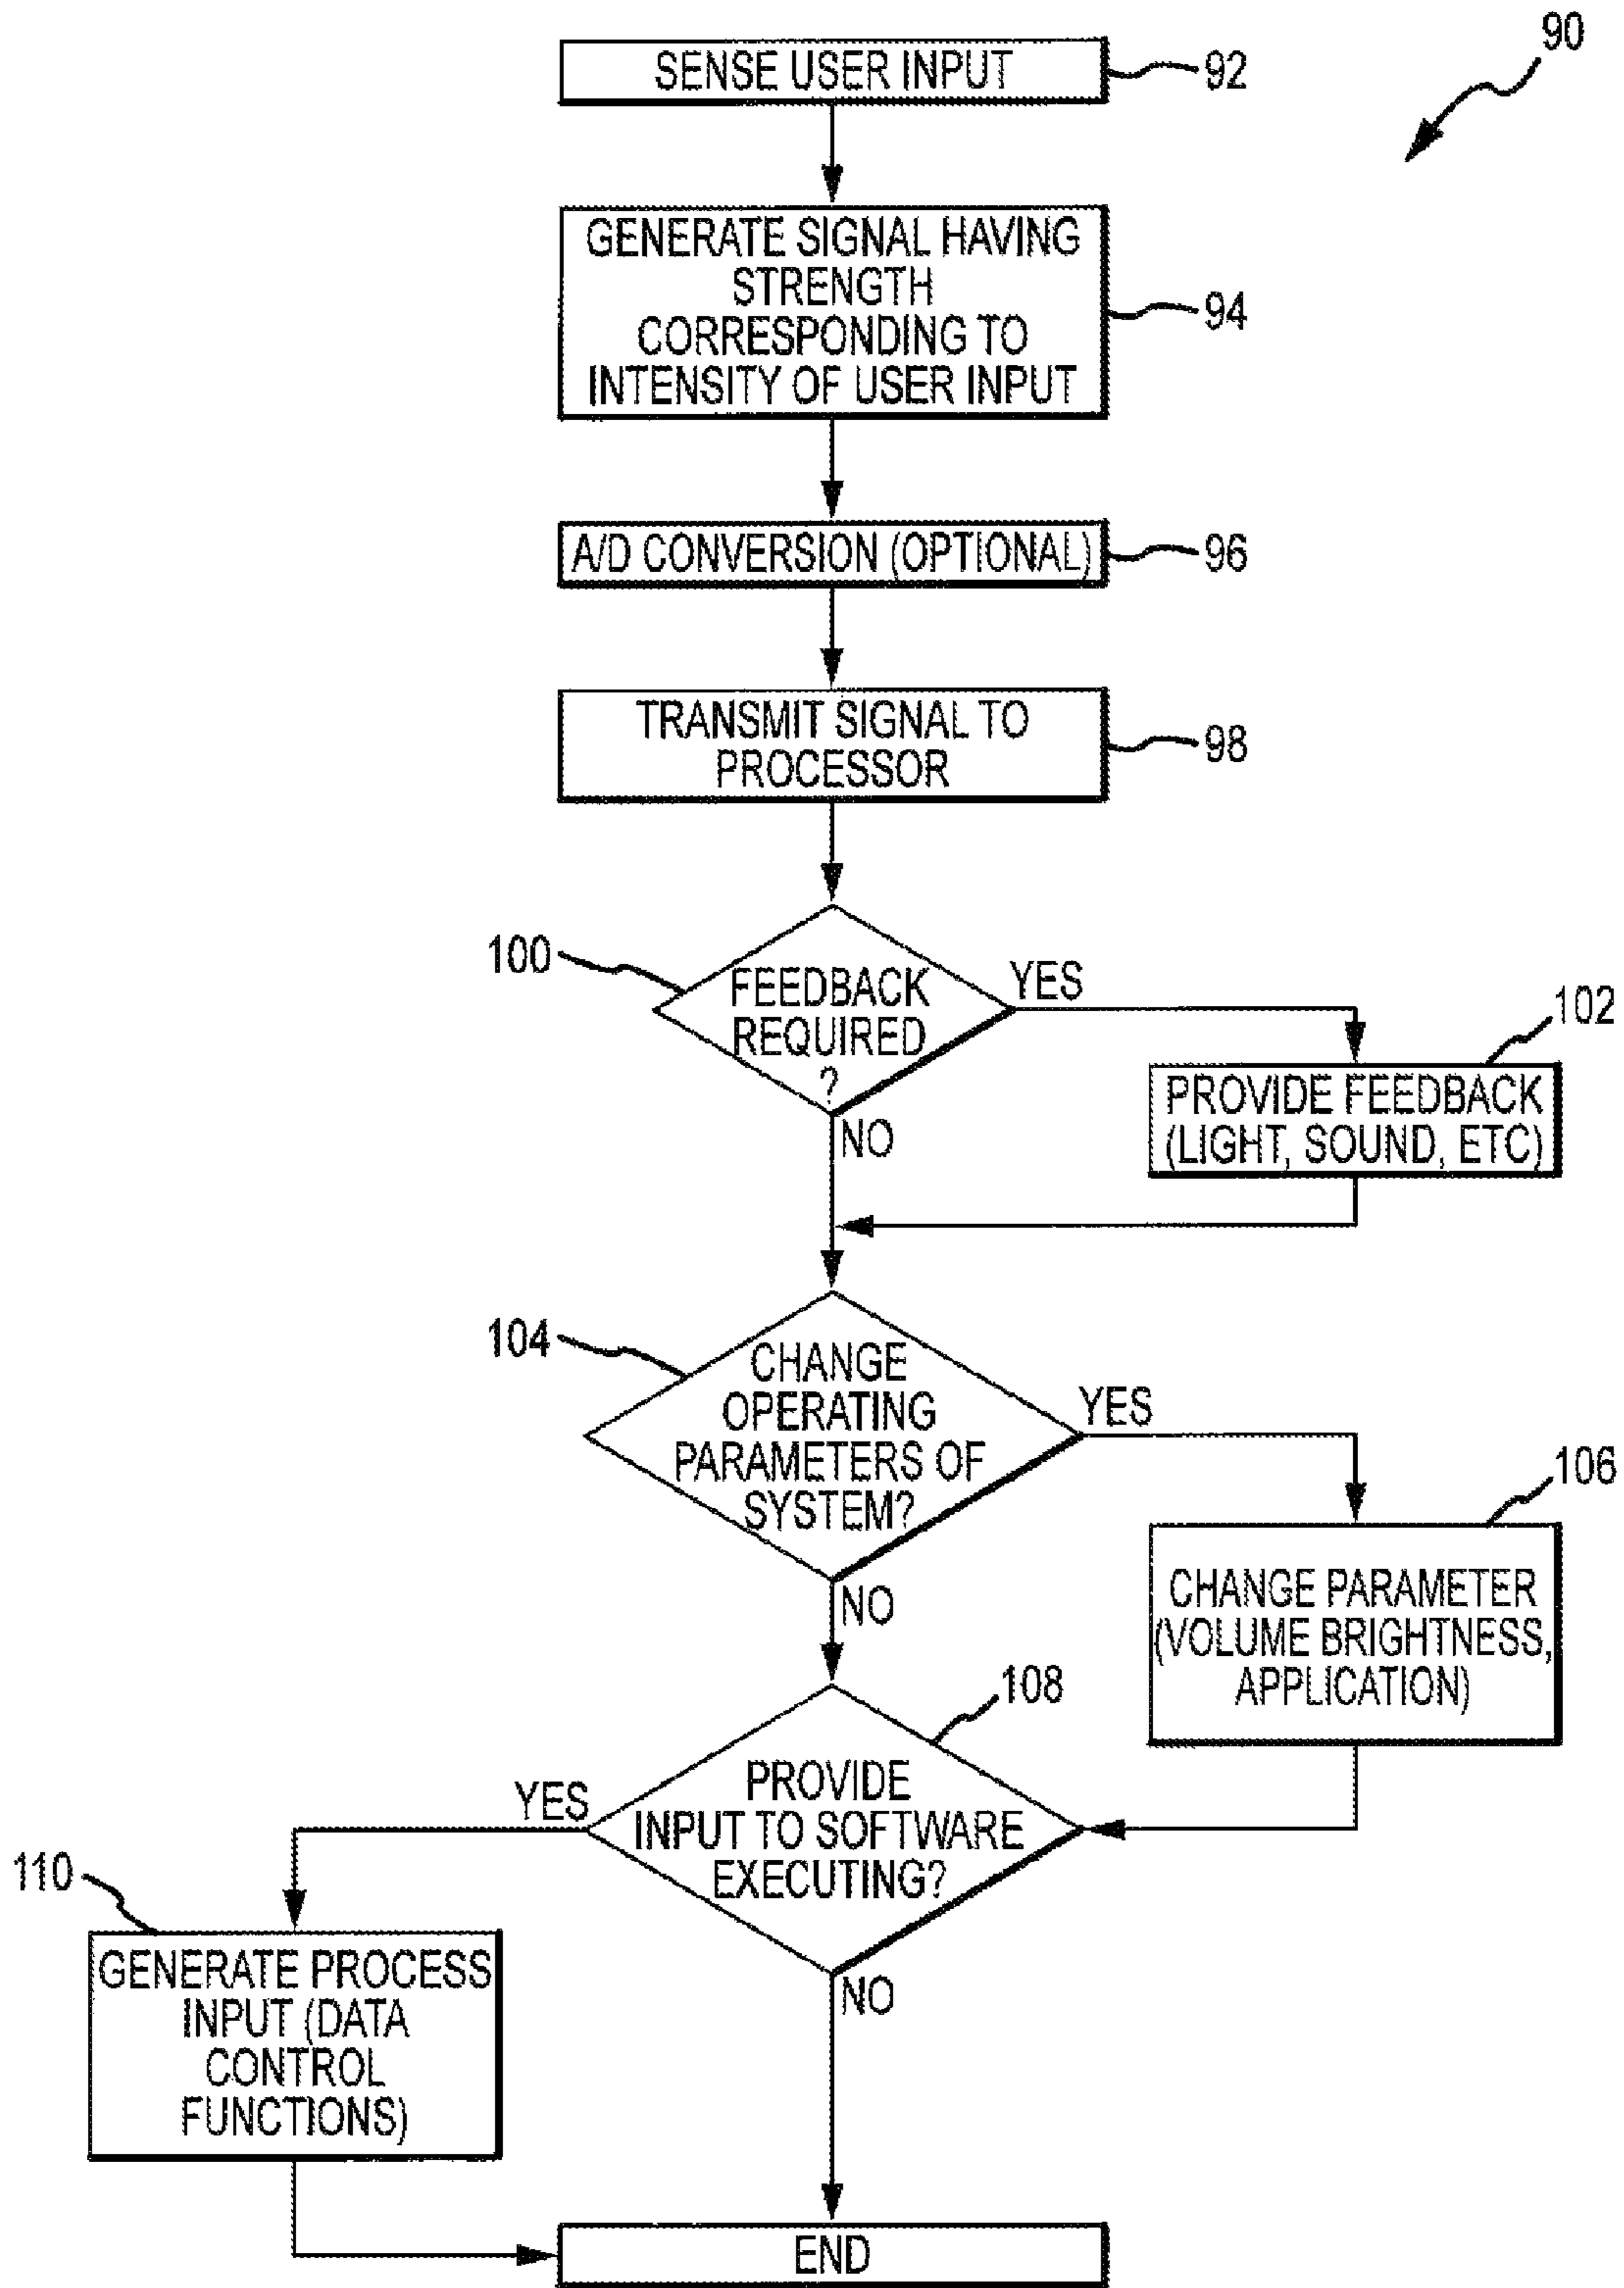 90
SENSE USER INPUT
92
GENERATE SIGNAL HAVING
STRENGTH
CORRESPONDING TO
INTENSITY OF USER INPUT
94
A/D CONVERSION (OPTIONAL)
96
TRANSMIT SIGNAL TO
PROCESSOR
98
100
FEEDBACK
REQUIRED
?
YES
NO
102
PROVIDE FEEDBACK
(LIGHT, SOUND, ETC)
104
CHANGE
OPERATING
PARAMETERS OF
SYSTEM?
YES
NO
106
CHANGE PARAMETER
(VOLUME BRIGHTNESS,
APPLICATION)
108
PROVIDE
INPUT TO SOFTWARE
EXECUTING?
YES
NO
110
GENERATE PROCESS
INPUT (DATA
CONTROL
FUNCTIONS)
END